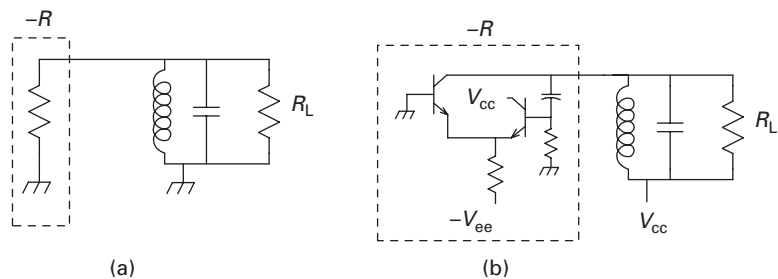 –R
R_L
(a)
–R
V_cc
R_L
–V_ee
V_cc
(b)